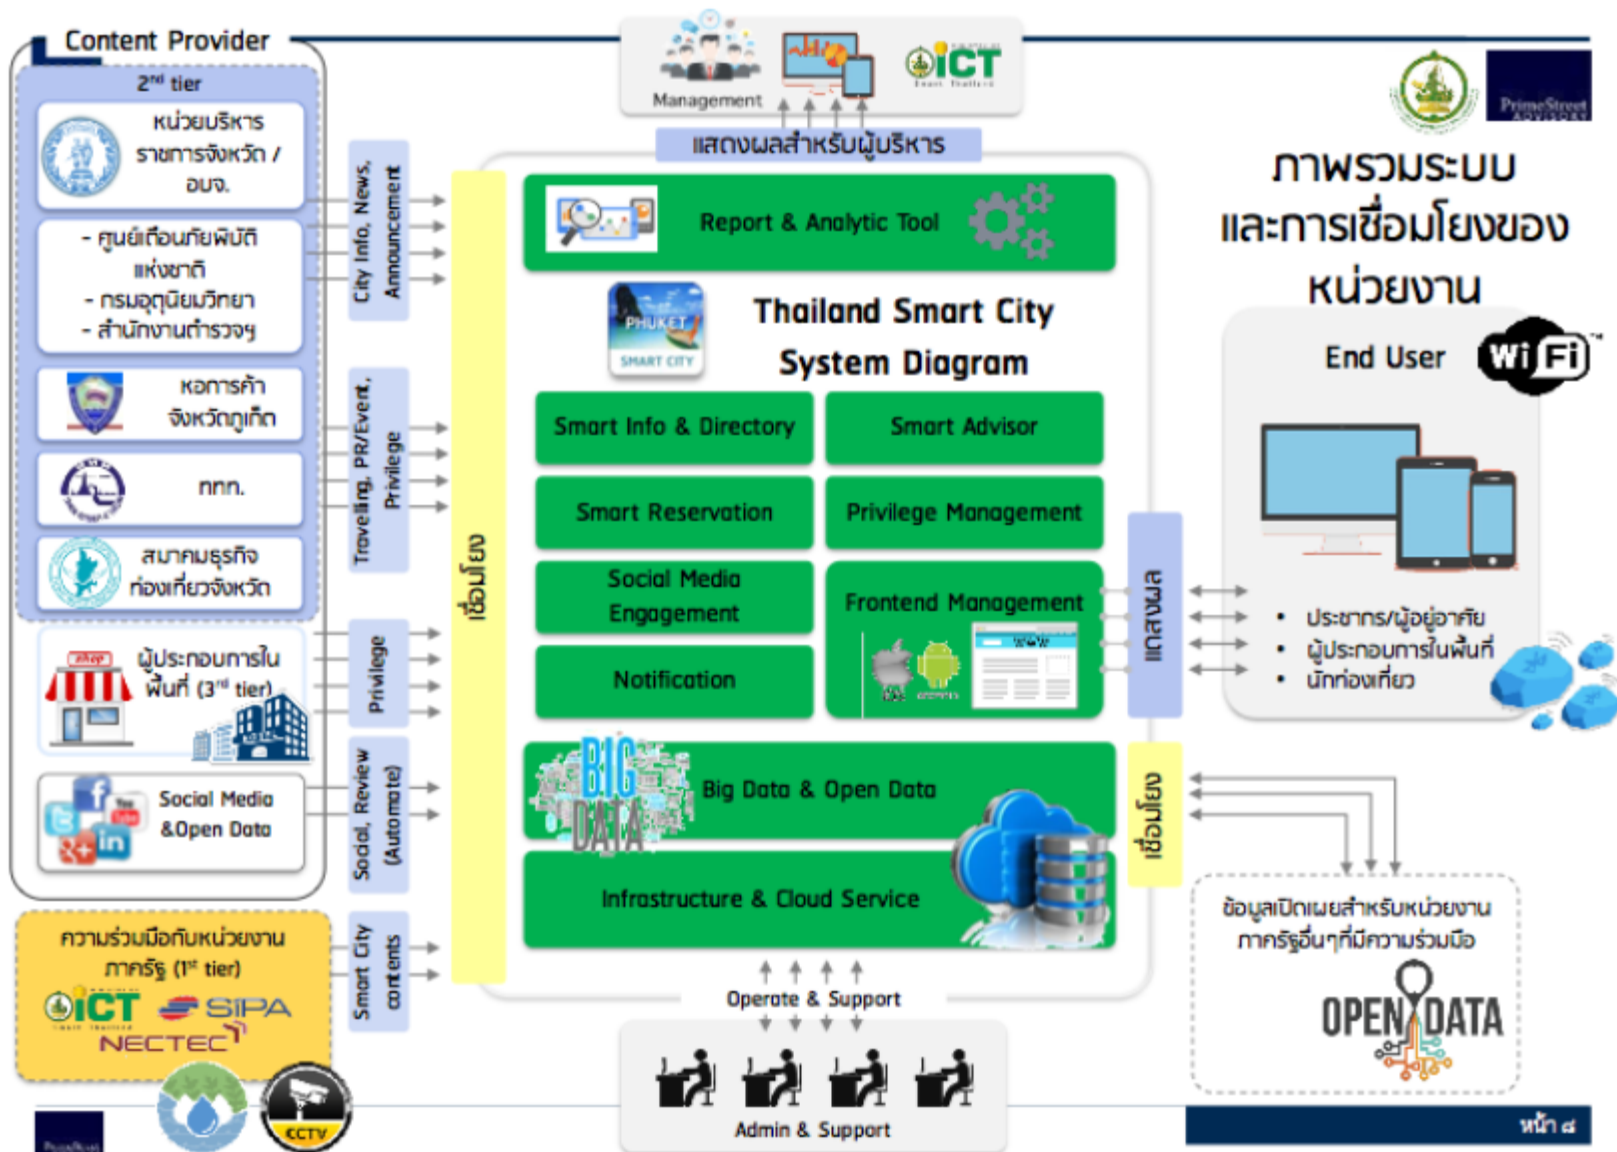 Content Provider
2nd tier
หน่วยบริหาร
ราชการจังหวัด /
อบจ.
- ศูนย์เตือนภัยพิบัติ
แห่งชาติ
- กรมอุตุนิยมวิทยา
- สำนักงานตำรวจฯ
หอการค้า
จังหวัดภูเก็ต
ททท.
สมาคมธุรกิจ
ท่องเที่ยวจังหวัด
shop
ผู้ประกอบการใน
พื้นที่ (3rd tier)
HOTEL
Social Media
&Open Data
You
Tube
ความร่วมมือกับหน่วยงาน
ภาครัฐ (1st tier)
iCT
Smart Thailand
SiPA
NECTEC
CCTV
City Info, News,
Announcement
Traveling, PR/Event,
Privilege
Privilege
Social, Review
(Automate)
Smart City
contents
เชื่อมโยง
Management
iCT
Smart Thailand
แสดงผลสำหรับผู้บริหาร
Report & Analytic Tool
PHUKET
SMART CITY
Thailand Smart City
System Diagram
Smart Info & Directory
Smart Advisor
Smart Reservation
Privilege Management
Social Media
Engagement
Frontend Management
Notification
BIG
DATA
Big Data & Open Data
Infrastructure & Cloud Service
Operate & Support
Admin & Support
แสดงผล
เชื่อมโยง
PrimeStreet
ADVISORY
ภาพรวมระบบ
และการเชื่อมโยงของ
หน่วยงาน
End User
Wi Fi
TM
• ประชากร/ผู้อยู่อาศัย
• ผู้ประกอบการในพื้นที่
• นักท่องเที่ยว
ข้อมูลเปิดเผยสำหรับหน่วยงาน
ภาครัฐอื่นๆที่มีความร่วมมือ
OPEN DATA
PrimeStreet
หน้า ๘